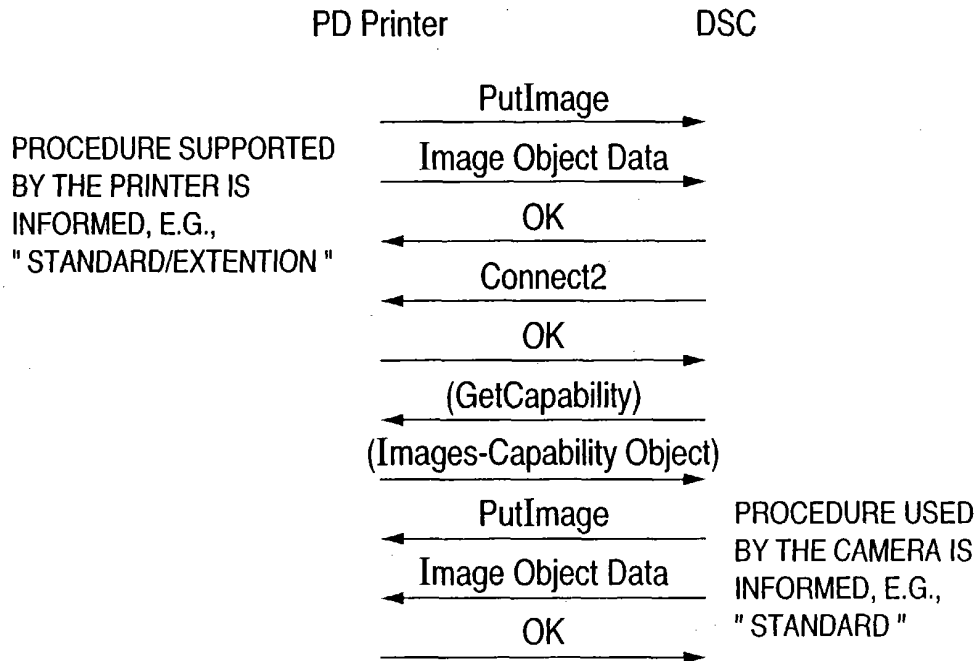 PD Printer DSC
PutImage
PROCEDURE SUPPORTED
BY THE PRINTER IS
INFORMED, E.G.,
" STANDARD/EXTENTION "
Image Object Data
OK
Connect2
OK
(GetCapability)
(Images-Capability Object)
PutImage
Image Object Data
OK
PROCEDURE USED
BY THE CAMERA IS
INFORMED, E.G.,
" STANDARD "